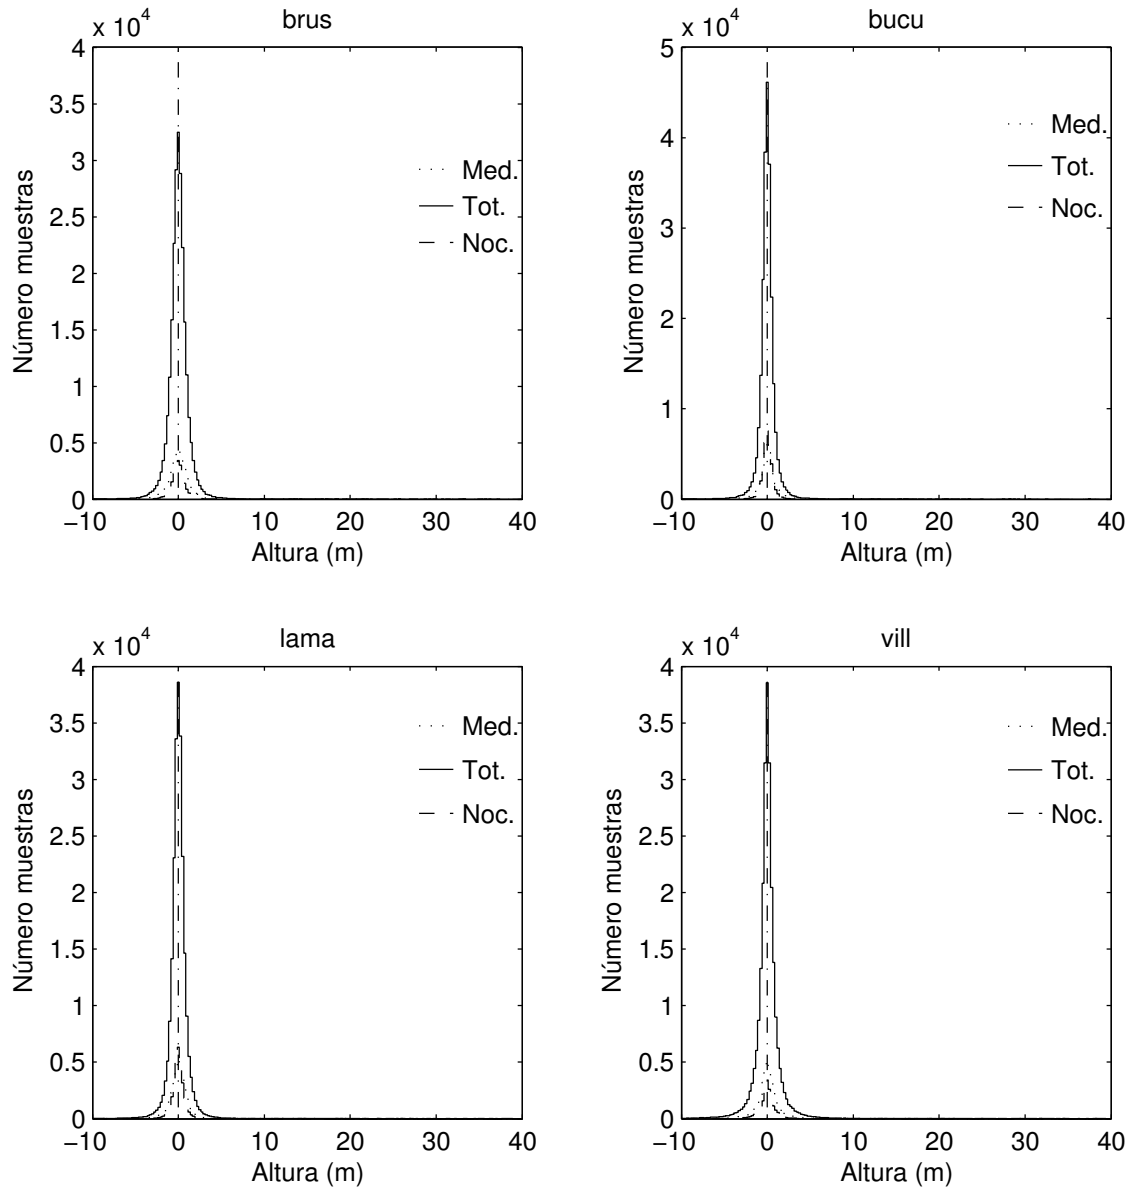 brus
x 10^4
4
3.5
3
2.5
2
1.5
1
0.5
0
Número muestras
−10 0 10 20 30 40
Altura (m)
Med.
Tot.
Noc.
bucu
x 10^4
5
4
3
2
1
0
Número muestras
−10 0 10 20 30 40
Altura (m)
Med.
Tot.
Noc.
lama
x 10^4
4
3.5
3
2.5
2
1.5
1
0.5
0
Número muestras
−10 0 10 20 30 40
Altura (m)
Med.
Tot.
Noc.
vill
x 10^4
4
3.5
3
2.5
2
1.5
1
0.5
0
Número muestras
−10 0 10 20 30 40
Altura (m)
Med.
Tot.
Noc.